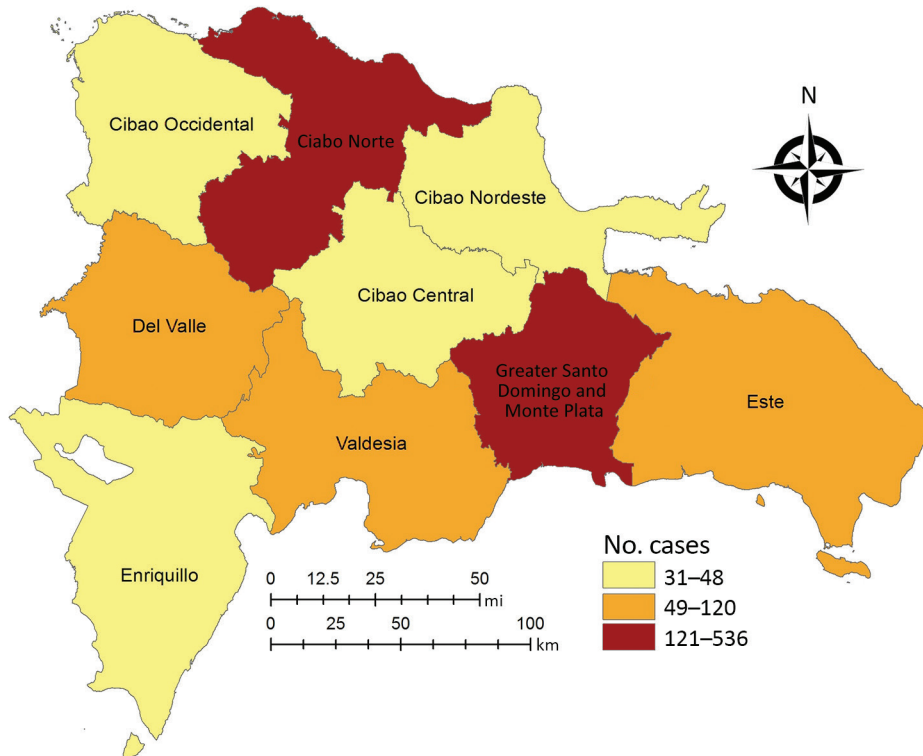 N
Cibao Occidental
Ciabo Norte
Cibao Nordeste
Cibao Central
Del Valle
Greater Santo
Domingo and
Monte Plata
Este
Valdesia
Enriquillo
No. cases
31–48
49–120
121–536
0 12.5 25 50
mi
0 25 50 100
km